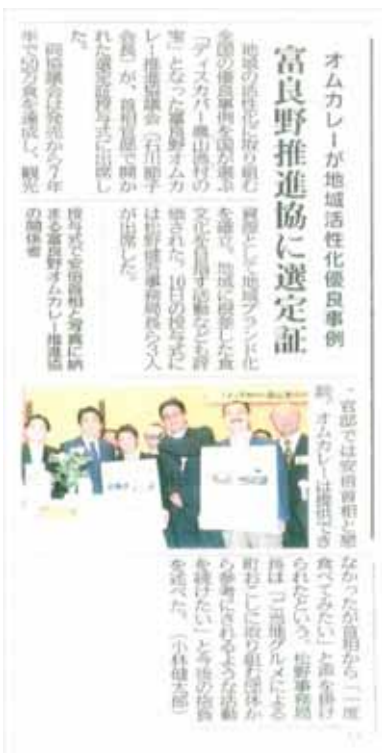 オムカレーが地域活性化優良事例
富良野推進協に選定証
地域の活性化に取り組む
全国の優良事例を国が選ぶ
「ディスカバー農山漁村の
宝」となった富良野オムカ
レー推進協議会（石川節子
会長）が、首相官邸で開か
れた選定証授与式に出席し
た。
同協議会は発売から7年
半で50万食を達成し、観光
資源として地域ブランド化
を確立。地域に根差した食
文化を目指す活動なども評
価された。10日の授与式に
は松野健吾事務局長ら3人
が出席した。
授与式で安倍首相と写真に納
まる富良野オムカレー推進協
の関係者
官邸では安倍首相と懇
談。オムカレーは提供でき
なかったが首相から「一度
食べてみたい」と声を掛け
られたという。松野事務局
長は「ご当地グルメによる
町おこしに取り組む団体か
ら参考にされるような活動
を続けたい」と今後の抱負
を述べた。（小林健太郎）